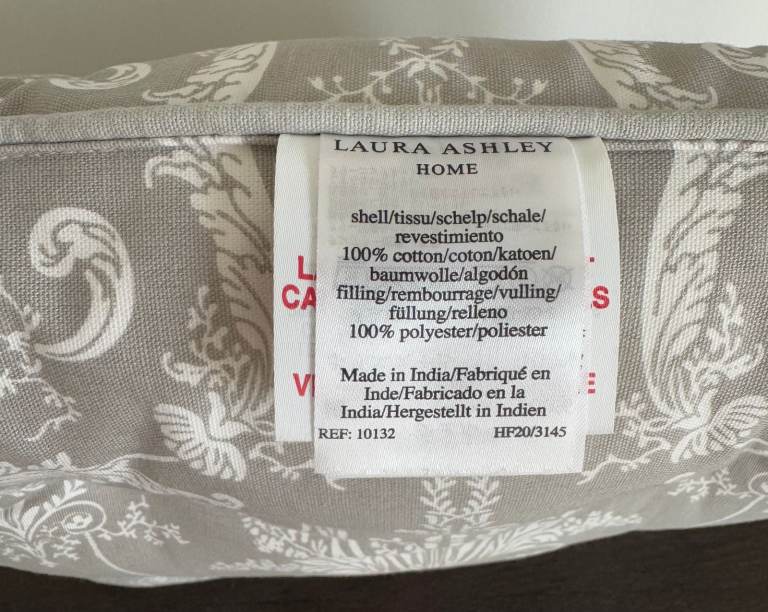 LAURA ASHLEY
HOME
shell/tissu/schelp/schale/
revestimiento
100% cotton/coton/katoen/
baumwolle/algodón
filling/rembourrage/vulling/
füllung/relleno
100% polyester/poliester
Made in India/Fabriqué en
Inde/Fabricado en la
India/Hergestellt in Indien
REF: 10132 HF20/3145